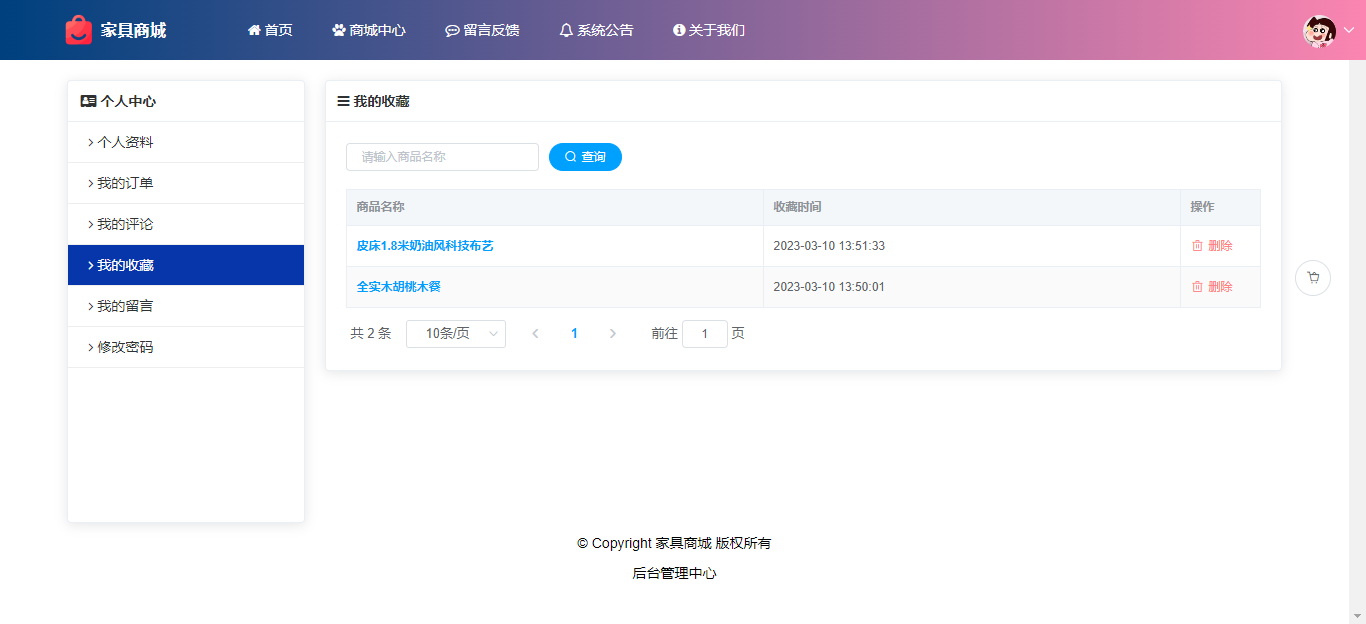 家具商城 首页 商城中心 留言反馈 系统公告 关于我们
个人中心
个人资料
我的订单
我的评论
我的收藏
我的留言
修改密码
我的收藏
请输入商品名称 查询
商品名称 收藏时间 操作
皮床1.8米奶油风科技布艺 2023-03-10 13:51:33 删除
全实木胡桃木餐 2023-03-10 13:50:01 删除
共 2 条 10条/页 1 前往 1 页
© Copyright 家具商城 版权所有
后台管理中心